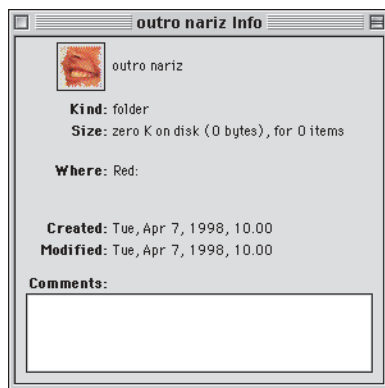 outro nariz Info
outro nariz
Kind: folder
Size: zero K on disk (0 bytes), for 0 items
Where: Red:
Created: Tue, Apr 7, 1998, 10.00
Modified: Tue, Apr 7, 1998, 10.00
Comments: